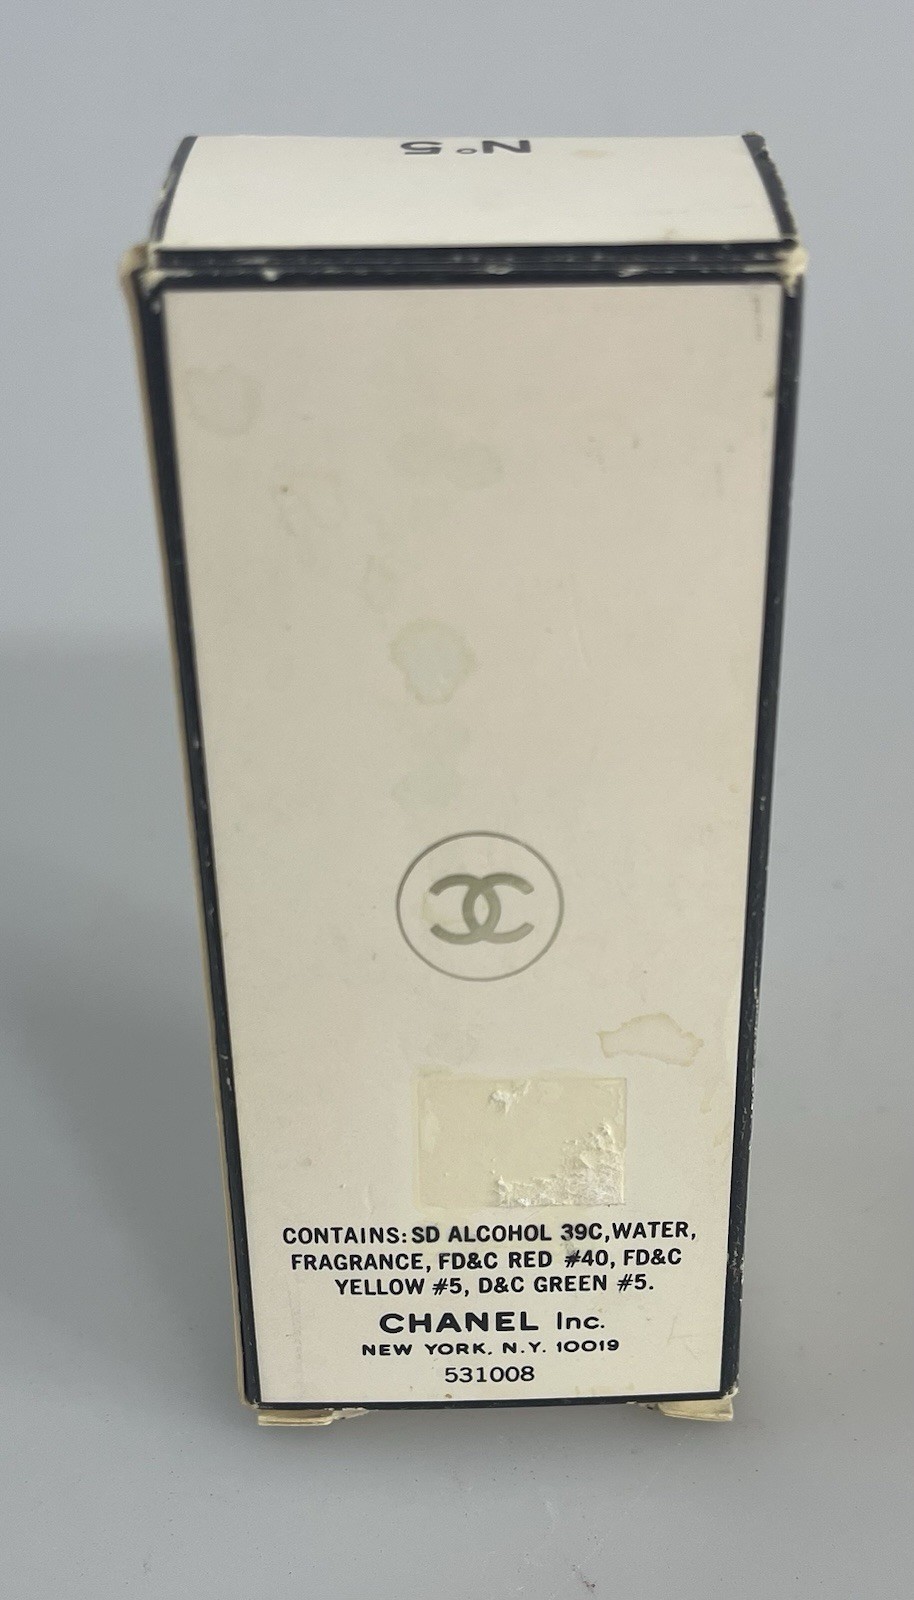 N°5
CONTAINS: SD ALCOHOL 39C, WATER,
FRAGRANCE, FD&C RED #40, FD&C
YELLOW #5, D&C GREEN #5.
CHANEL Inc.
NEW YORK, N.Y. 10019
531008